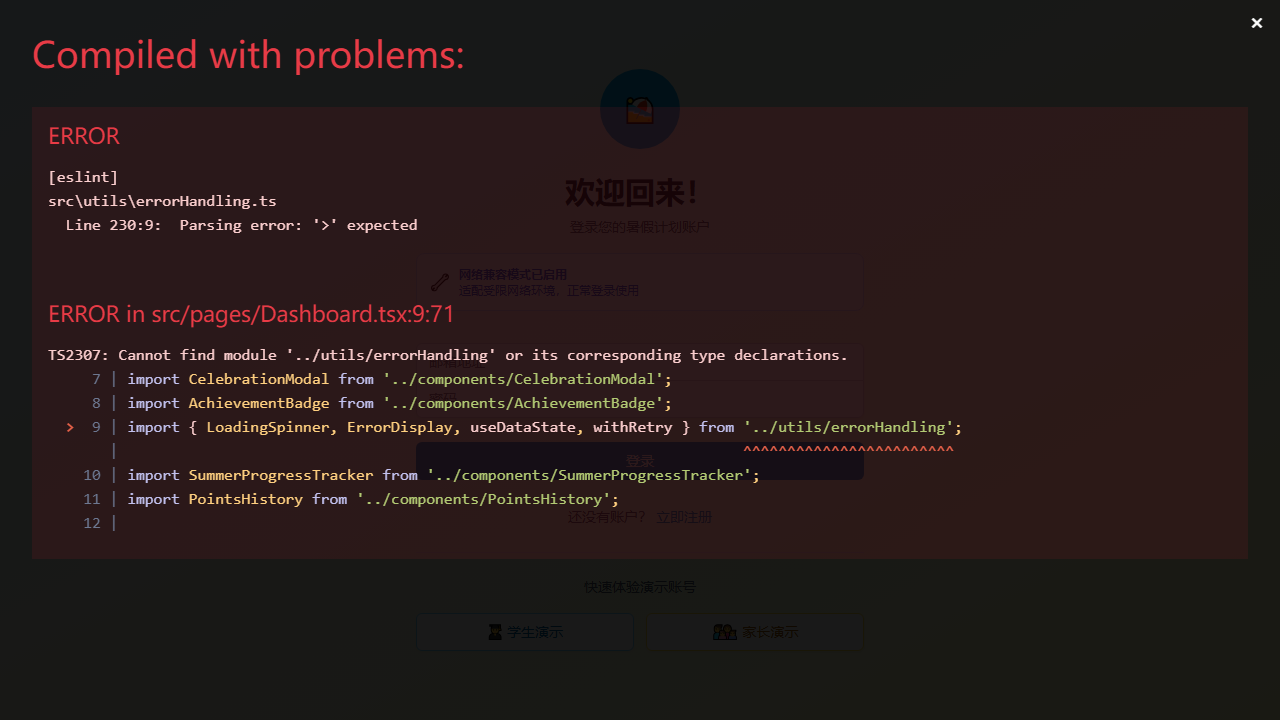 ×
Compiled with problems:
ERROR
[eslint]
src\utils\errorHandling.ts
Line 230:9:  Parsing error: '>' expected
欢迎回来!
登录您的暑假计划账户
网络兼容模式已启用
适配受限网络环境，正常登录使用
ERROR in src/pages/Dashboard.tsx:9:71
TS2307: Cannot find module '../utils/errorHandling' or its corresponding type declarations.
7 | import CelebrationModal from '../components/CelebrationModal';
8 | import AchievementBadge from '../components/AchievementBadge';
> 9 | import { LoadingSpinner, ErrorDisplay, useDataState, withRetry } from '../utils/errorHandling';
| ^^^^^^^^^^^^^^^^^^^^^^^^
登录
10 | import SummerProgressTracker from '../components/SummerProgressTracker';
11 | import PointsHistory from '../components/PointsHistory';
12 |
还没有账户？ 立即注册
快速体验演示账号
学生演示
家长演示